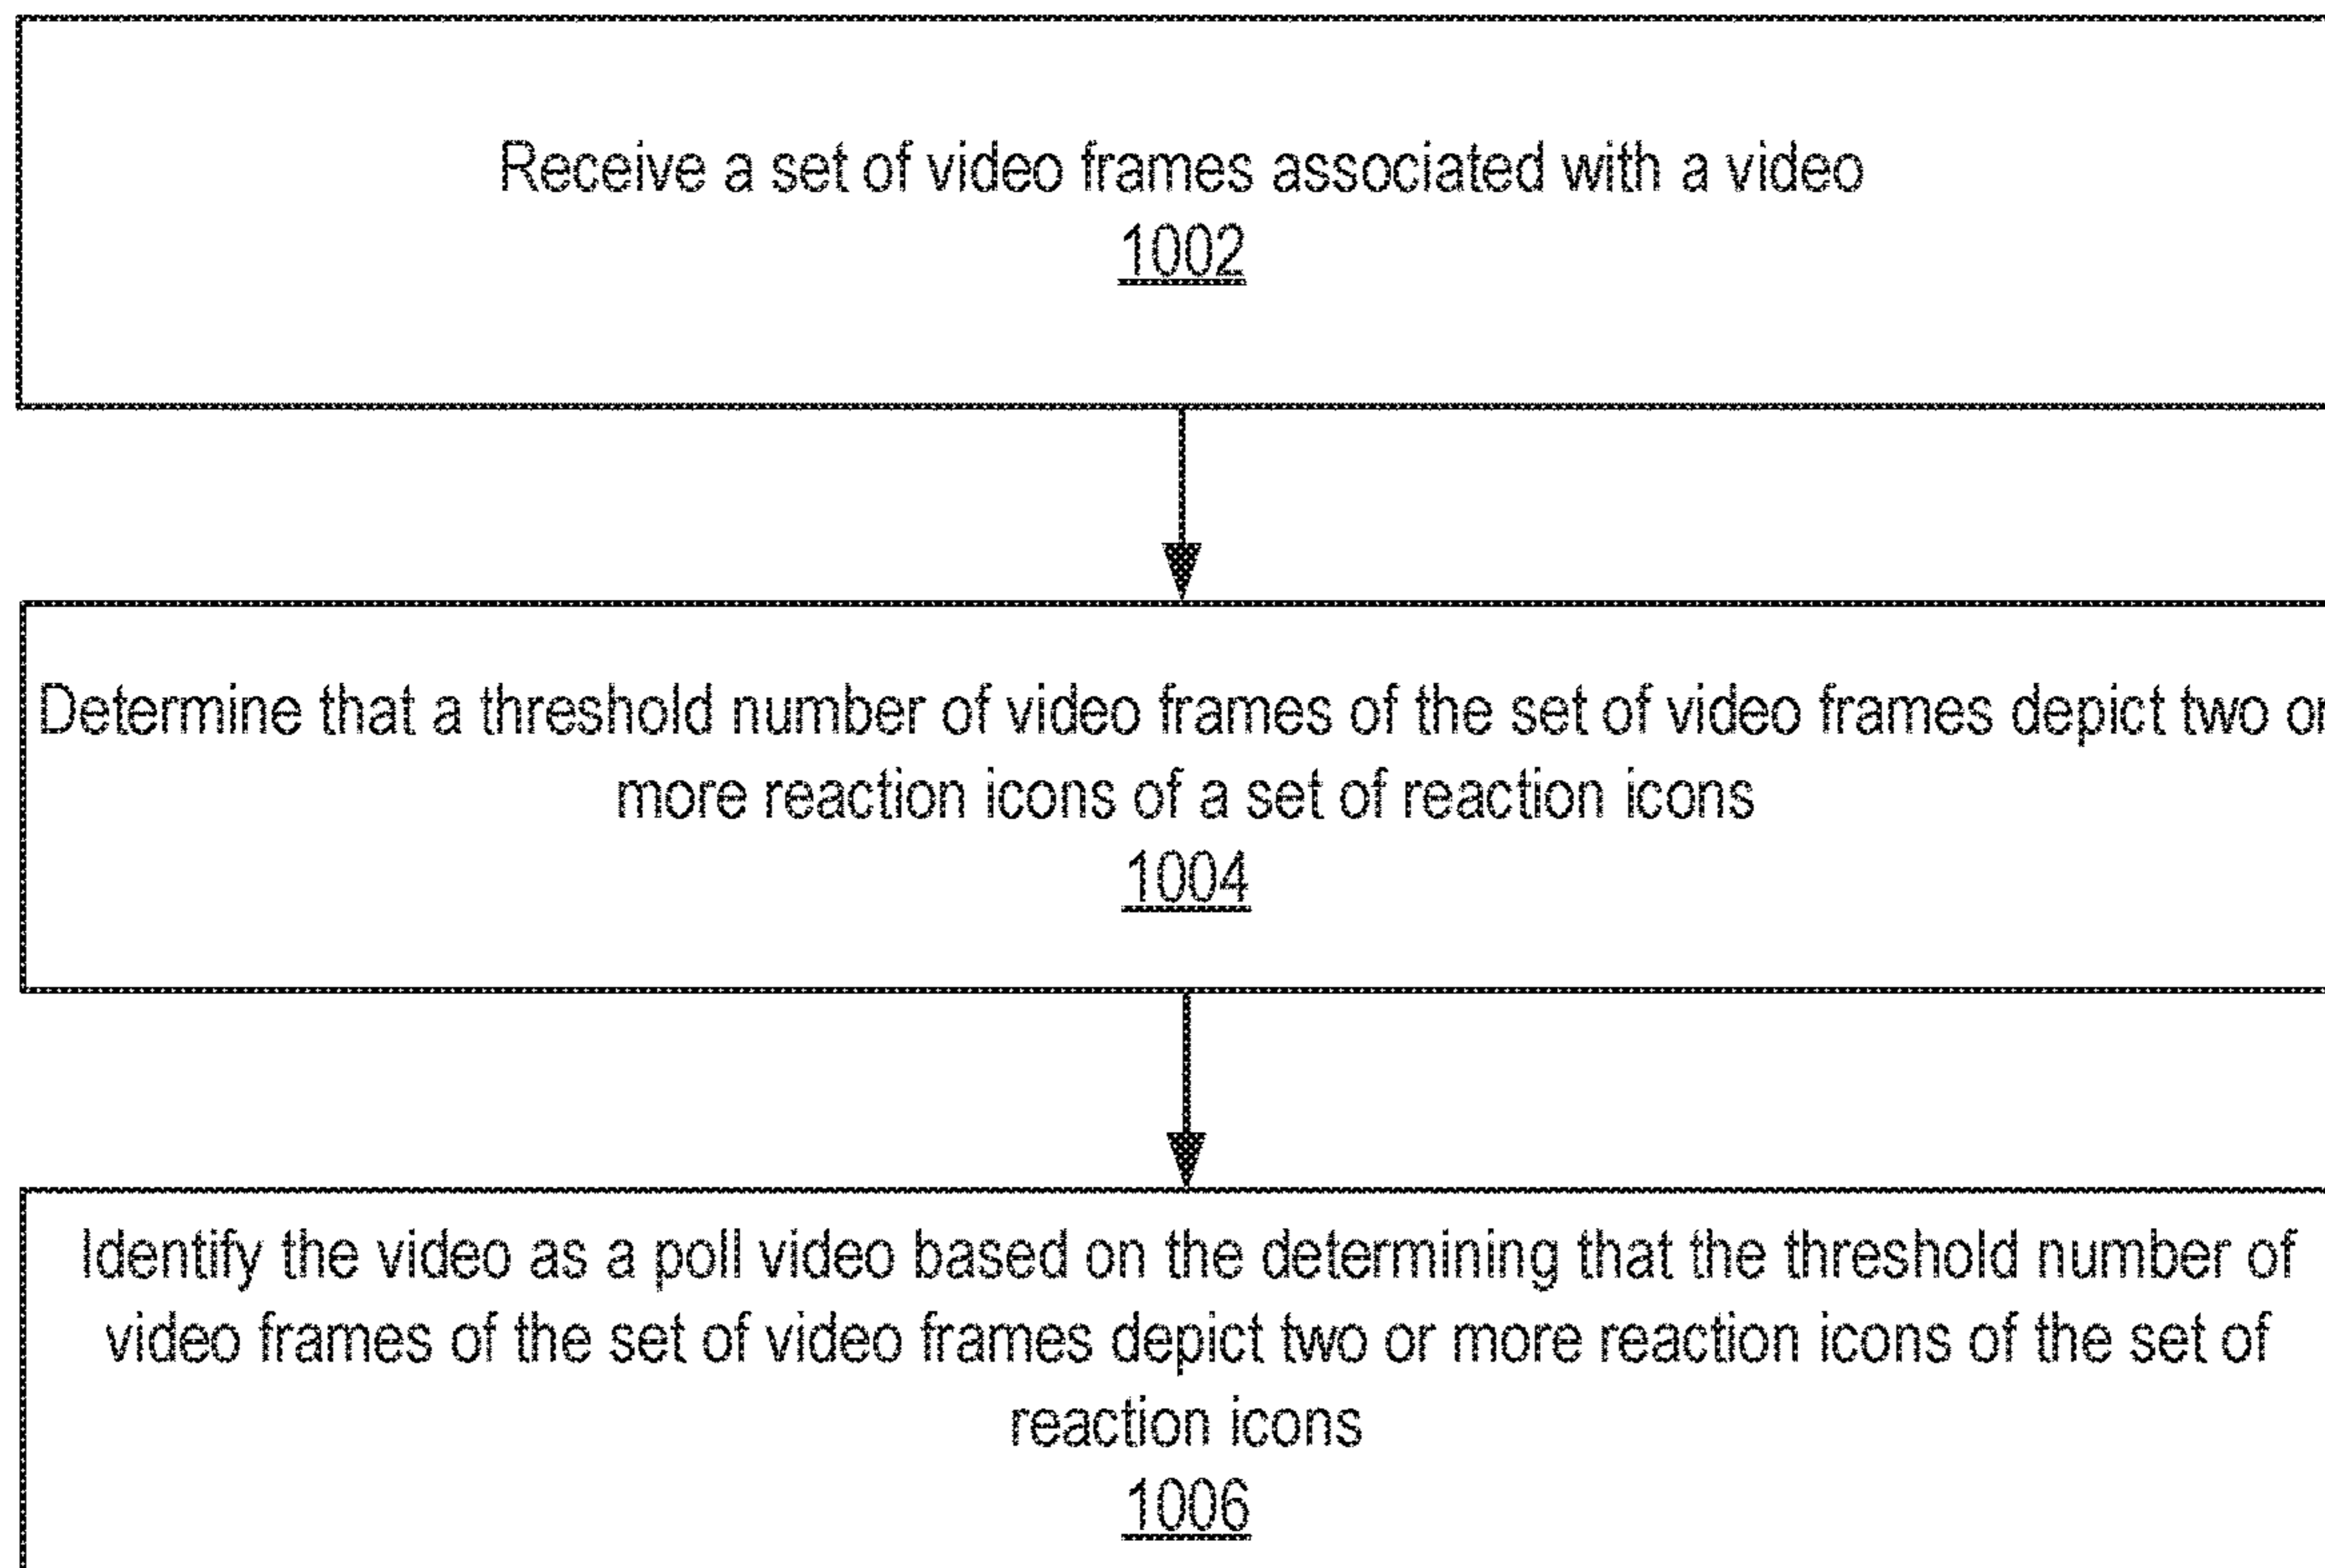 Receive a set of video frames associated with a video
1002
Determine that a threshold number of video frames of the set of video frames depict two or
more reaction icons of a set of reaction icons
1004
Identify the video as a poll video based on the determining that the threshold number of
video frames of the set of video frames depict two or more reaction icons of the set of
reaction icons
1006